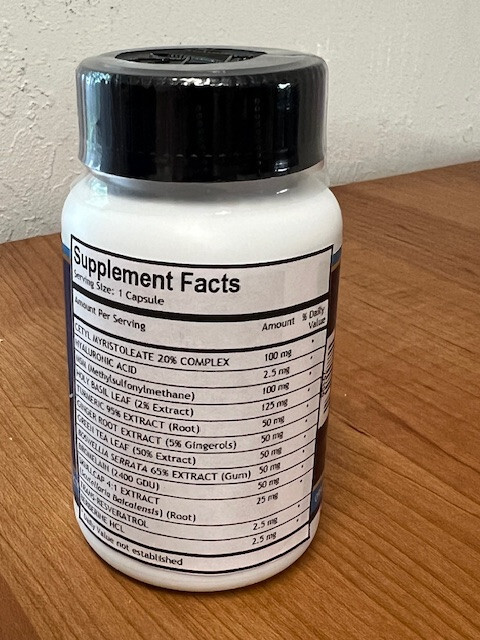 Supplement Facts
Serving Size: 1 Capsule
Amount Per Serving Amount % Daily Value
CETYL MYRISTOLEATE 20% COMPLEX 100 mg *
HYALURONIC ACID 2.5 mg *
MSM (Methylsulfonylmethane) 100 mg *
HOLY BASIL LEAF (2% Extract) 125 mg *
TURMERIC 95% EXTRACT (Root) 50 mg *
GINGER ROOT EXTRACT (5% Gingerols) 50 mg *
GREEN TEA LEAF (50% Extract) 50 mg *
BOSWELLIA SERRATA 65% EXTRACT (Gum) 50 mg *
BROMELAIN (2400 GDU) 50 mg *
SKULLCAP 4:1 EXTRACT 25 mg *
(Scutellaria Baicalensis) (Root)
TRANS RESVERATROL 2.5 mg *
BERBERINE HCL 2.5 mg *
*Daily Value not established